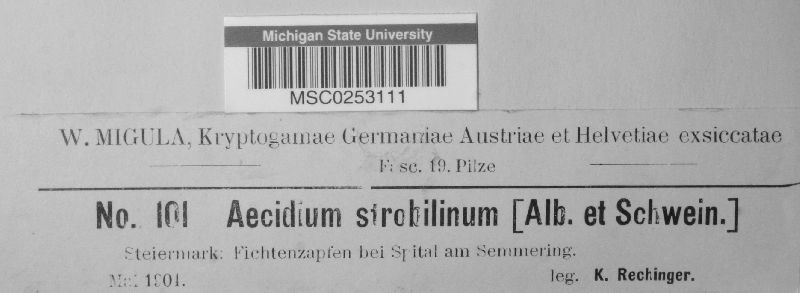 Michigan State University
MSC0253111
W. MIGULA, Kryptogamae Germaniae Austriae et Helvetiae exsiccatae
Fasc. 19. Pilze
No. 101 Aecidium strobilinum [Alb. et Schwein.]
Steiermark: Fichtenzapfen bei Spital am Semmering.
Mai 1904. leg. K. Rechinger.